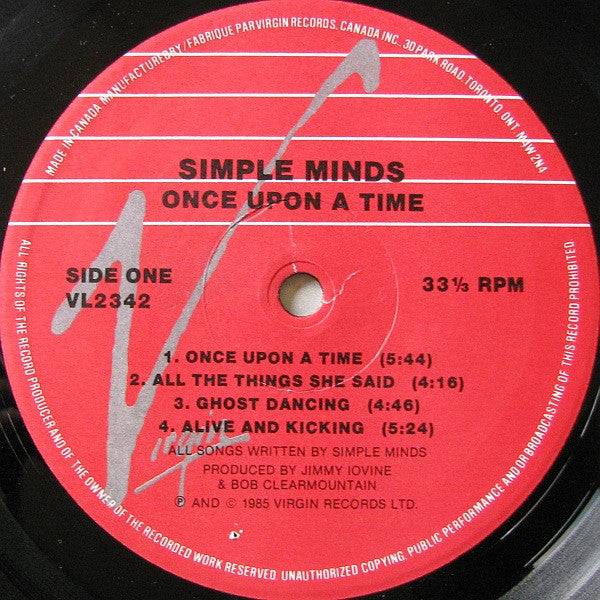 MADE IN CANADA MANUFACTURED BY/FABRIQUE PAR VIRGIN RECORDS. CANADA INC. 30 PARK ROAD. TORONTO. ONT M4W 2N4
SIMPLE MINDS
ONCE UPON A TIME
SIDE ONE
VL2342
33⅓ RPM
1. ONCE UPON A TIME (5:44)
2. ALL THE THINGS SHE SAID (4:16)
3. GHOST DANCING (4:46)
4. ALIVE AND KICKING (5:24)
Virgin
ALL SONGS WRITTEN BY SIMPLE MINDS
PRODUCED BY JIMMY IOVINE
& BOB CLEARMOUNTAIN
℗ AND © 1985 VIRGIN RECORDS LTD.
ALL RIGHTS OF THE RECORD PRODUCER AND OF THE OWNER OF THE RECORDED WORK RESERVED. UNAUTHORIZED COPYING. PUBLIC PERFORMANCE AND/OR BROADCASTING OF THIS RECORD PROHIBITED.